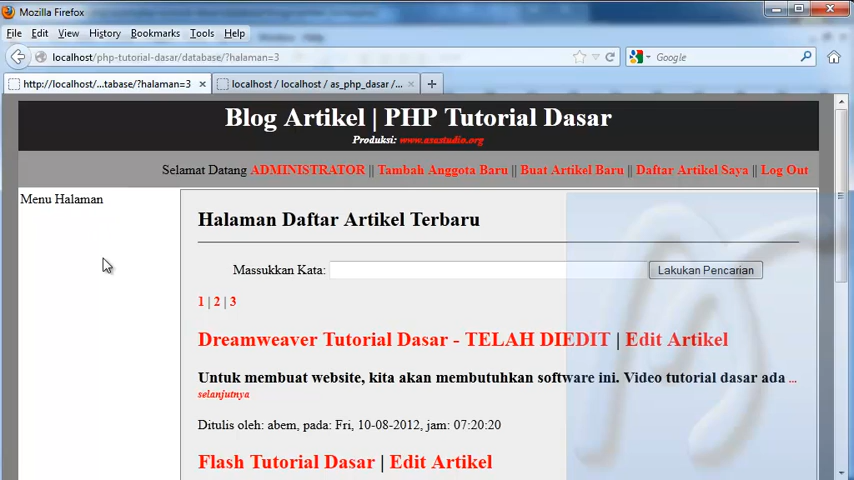 Mozilla Firefox
File Edit View History Bookmarks Tools Help
localhost/php-tutorial-dasar/database/?halaman=3
Google
http://localhost/...tabase/?halaman=3
localhost / localhost / as_php_dasar /...
Blog Artikel | PHP Tutorial Dasar
Produksi: www.asastudio.org
Selamat Datang ADMINISTRATOR || Tambah Anggota Baru || Buat Artikel Baru || Daftar Artikel Saya || Log Out
Menu Halaman
Halaman Daftar Artikel Terbaru
Massukkan Kata: Lakukan Pencarian
1 | 2 | 3
Dreamweaver Tutorial Dasar - TELAH DIEDIT | Edit Artikel
Untuk membuat website, kita akan membutuhkan software ini. Video tutorial dasar ada ...
selanjutnya
Ditulis oleh: abem, pada: Fri, 10-08-2012, jam: 07:20:20
Flash Tutorial Dasar | Edit Artikel